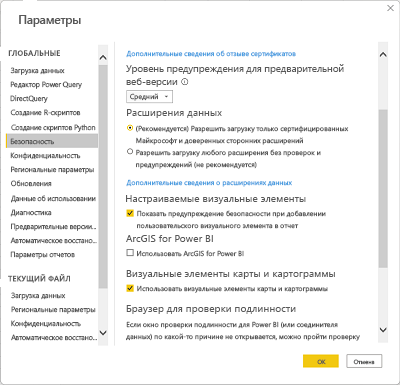 Параметры
ГЛОБАЛЬНЫЕ
Загрузка данных
Редактор Power Query
DirectQuery
Создание R-скриптов
Создание скриптов Python
Безопасность
Конфиденциальность
Региональные параметры
Обновления
Данные об использовании
Диагностика
Предварительные верси...
Автоматическое восстано...
Параметры отчетов
ТЕКУЩИЙ ФАЙЛ
Загрузка данных
Региональные параметры
Конфиденциальность
Автоматическое восстано...
Дополнительные сведения об отзыве сертификатов
Уровень предупреждения для предварительной
веб-версии
Средний
Расширения данных
(Рекомендуется) Разрешить загрузку только сертифицированных
Майкрософт и доверенных сторонних расширений
Разрешить загрузку любого расширения без проверок и
предупреждений (не рекомендуется)
Дополнительные сведения о расширениях данных
Настраиваемые визуальные элементы
Показать предупреждение безопасности при добавлении
пользовательского визуального элемента в отчет
ArcGIS for Power BI
Использовать ArcGIS for Power BI
Визуальные элементы карты и картограммы
Использовать визуальные элементы карты и картограммы
Браузер для проверки подлинности
Если окно проверки подлинности для Power BI (или соединителя
данных) по какой-то причине не открывается, можно пройти проверку
ОК
Отмена